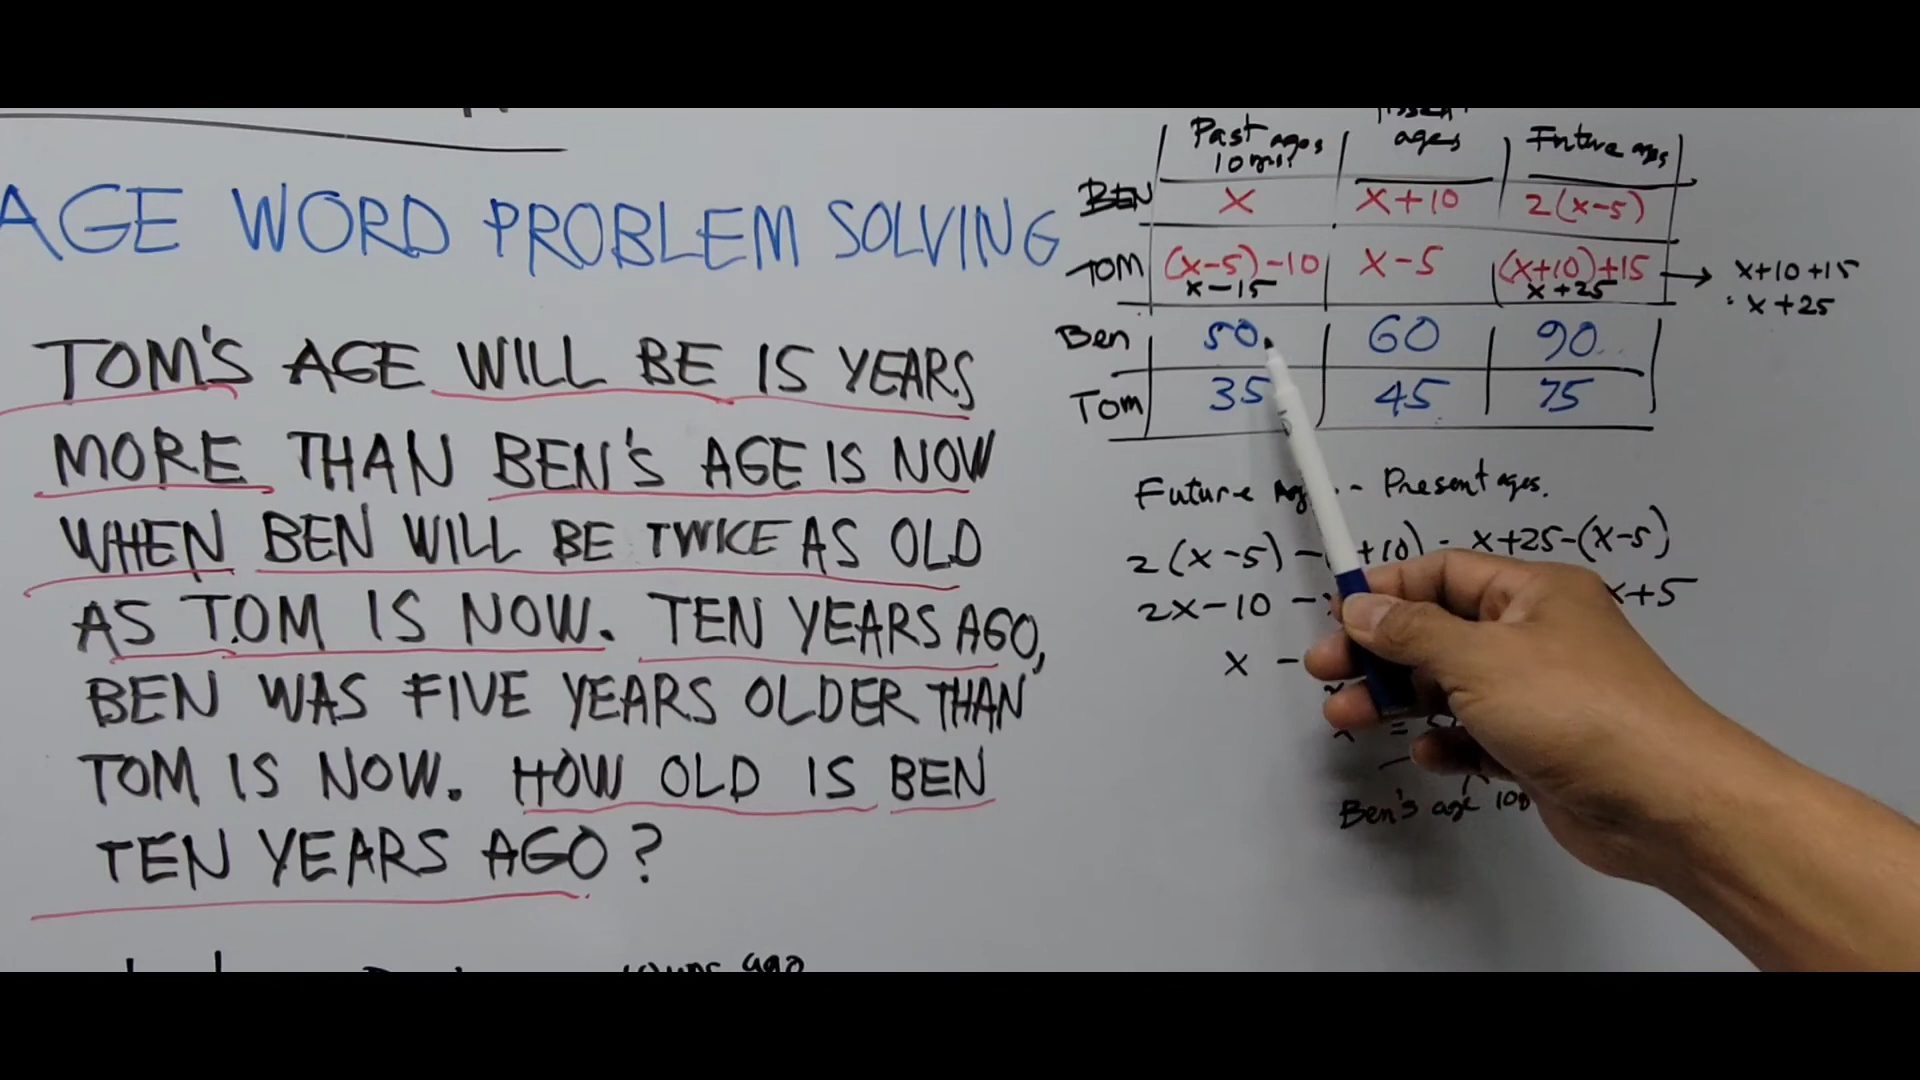 AGE WORD PROBLEM SOLVING
TOM'S AGE WILL BE 15 YEARS
MORE THAN BEN'S AGE IS NOW
WHEN BEN WILL BE TWICE AS OLD
AS TOM IS NOW. TEN YEARS AGO,
BEN WAS FIVE YEARS OLDER THAN
TOM IS NOW. HOW OLD IS BEN
TEN YEARS AGO?
ago
Past ages ages Future ages
10
BEN x x+10 2(x-5)
TOM (x-5)-10 x-5 (x+10)+15 → x+10+15
x-15 x+25 x+25
Ben 50 60 90
Tom 35 45 75
Future - Present ages.
2(x-5) - +10) = x+25-(x-5)
2x-10 - x+5
x -
x =
Ben's age